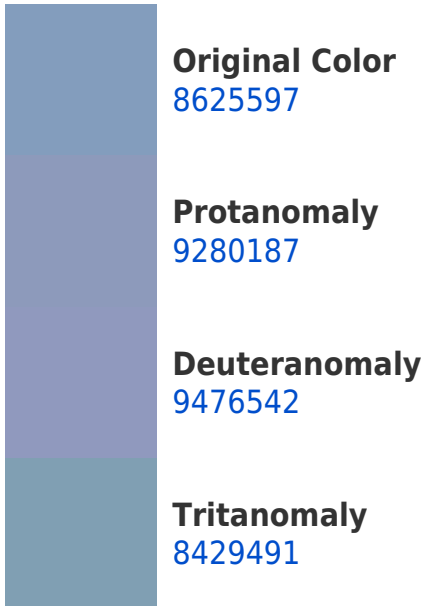 Original Color
8625597
Protanomaly
9280187
Deuteranomaly
9476542
Tritanomaly
8429491